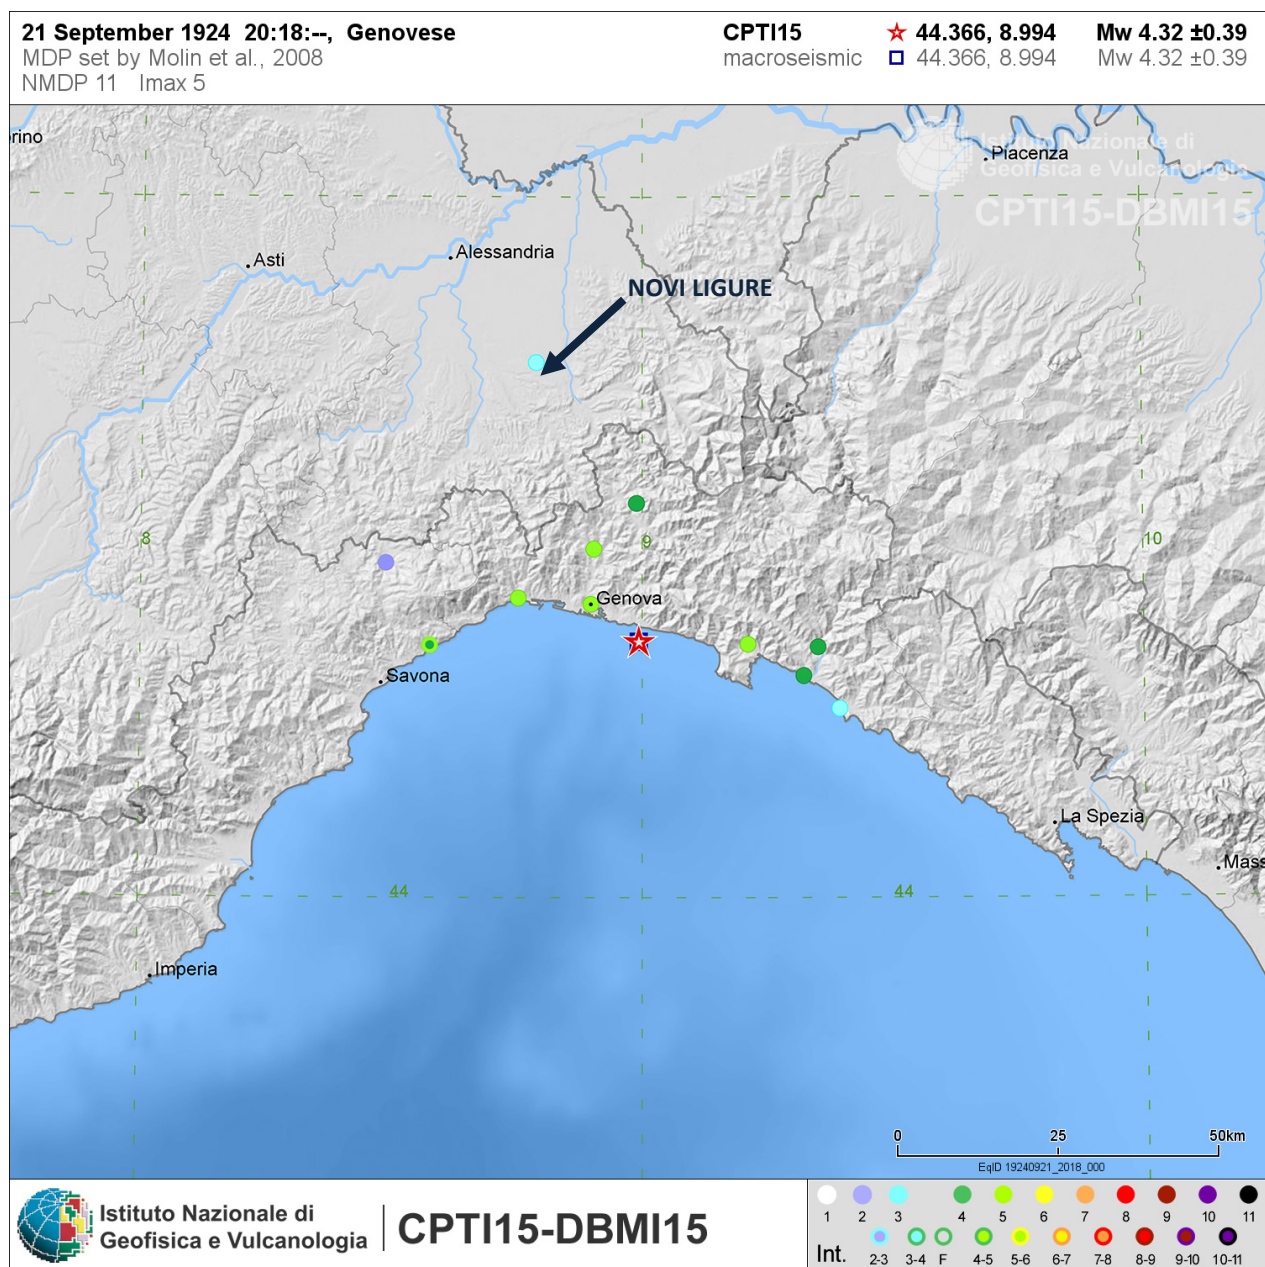 21 September 1924  20:18:--,  Genovese
CPTI15
44.366, 8.994
Mw 4.32 ±0.39
MDP set by Molin et al., 2008
macroseismic
44.366, 8.994
Mw 4.32 ±0.39
NMDP 11   Imax 5
rino
Piacenza
Istituto Nazionale di
Geofisica e Vulcanologia
CPTI15-DBMI15
Asti
Alessandria
NOVI LIGURE
8
9
10
Genova
Savona
La Spezia
Mass
44
44
Imperia
0 25 50km
EqID 19240921_2018_000
Istituto Nazionale di
Geofisica e Vulcanologia
CPTI15-DBMI15
1 2 3 4 5 6 7 8 9 10 11
Int. 2-3 3-4 F 4-5 5-6 6-7 7-8 8-9 9-10 10-11